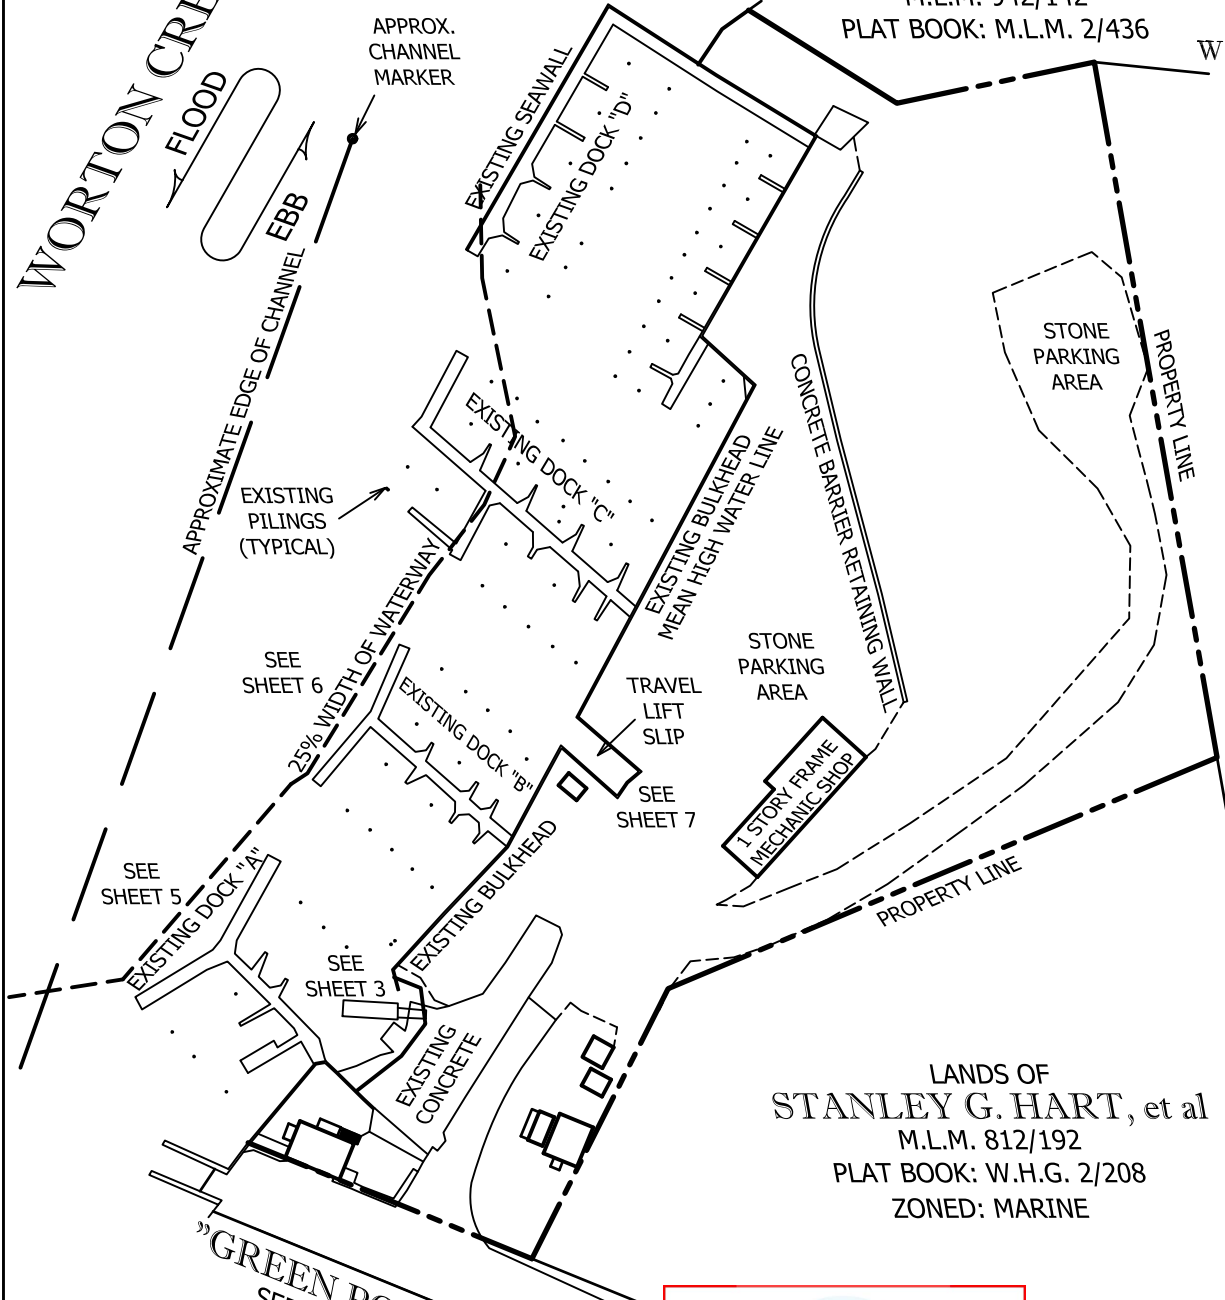 PLAT BOOK: M.L.M. 2/436
W
APPROX.
CHANNEL
MARKER
WORTON CRE
FLOOD
EBB
EXISTING SEAWALL
EXISTING DOCK "D"
APPROXIMATE EDGE OF CHANNEL
STONE
PARKING
AREA
PROPERTY LINE
CONCRETE BARRIER RETAINING WALL
EXISTING DOCK "C"
EXISTING BULKHEAD
MEAN HIGH WATER LINE
EXISTING
PILINGS
(TYPICAL)
25% WIDTH OF WATERWAY
SEE
SHEET 6
STONE
PARKING
AREA
TRAVEL
LIFT
SLIP
EXISTING DOCK "B"
SEE
SHEET 7
1 STORY FRAME
MECHANIC SHOP
EXISTING BULKHEAD
SEE
SHEET 5
EXISTING DOCK "A"
PROPERTY LINE
SEE
SHEET 3
EXISTING
CONCRETE
LANDS OF
STANLEY G. HART, et al
M.L.M. 812/192
PLAT BOOK: W.H.G. 2/208
ZONED: MARINE
"GREEN